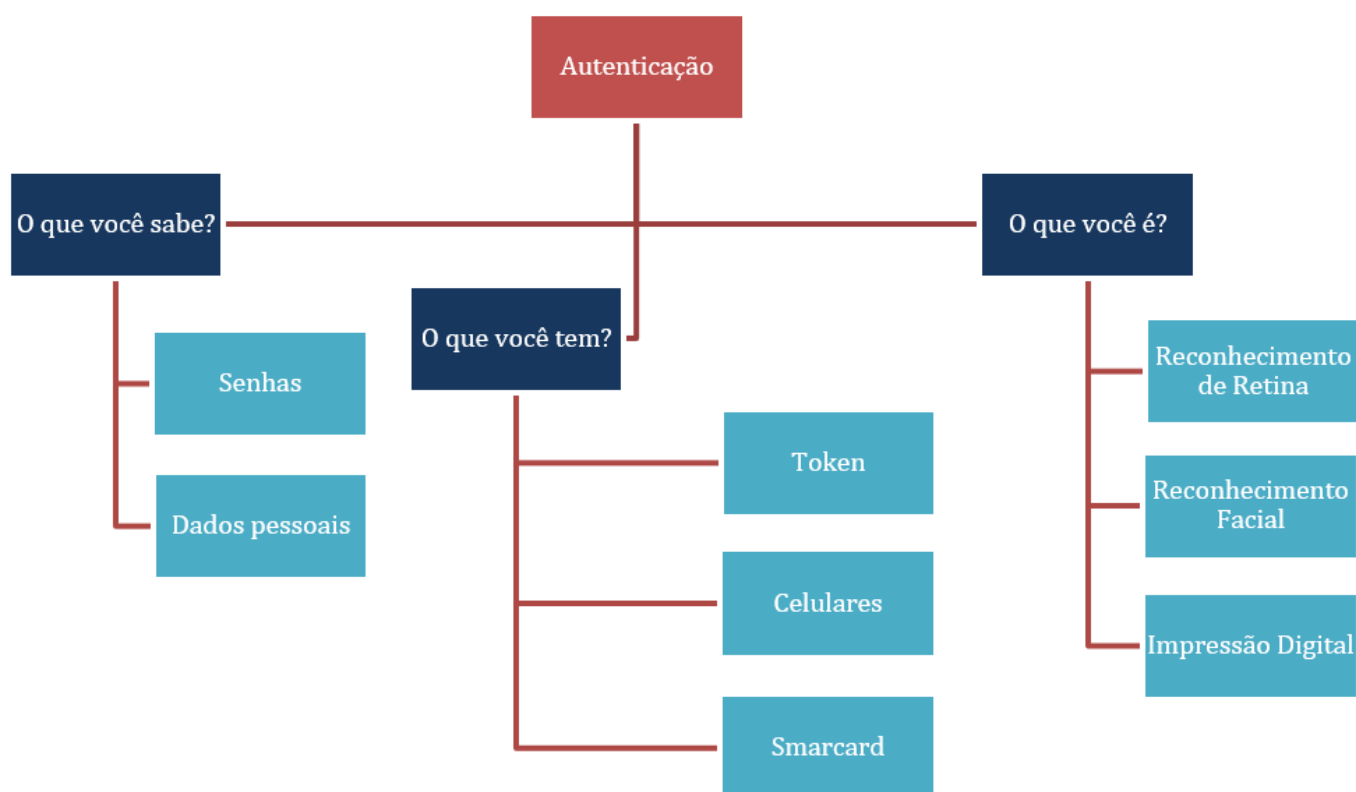 Autenticação
O que você sabe?
Senhas
Dados pessoais
O que você tem?
Token
Celulares
Smarcard
O que você é?
Reconhecimento
de Retina
Reconhecimento
Facial
Impressão Digital